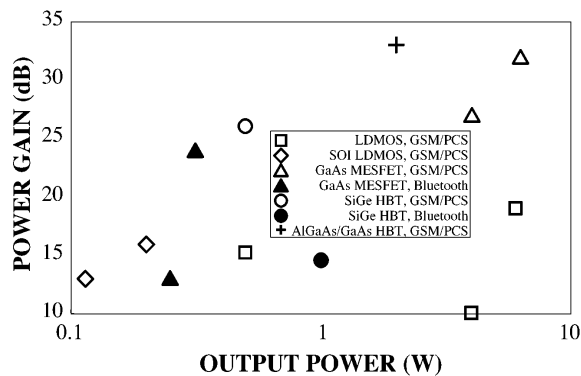 35
30
25
20
15
10
POWER GAIN (dB)
LDMOS, GSM/PCS
SOI LDMOS, GSM/PCS
GaAs MESFET, GSM/PCS
GaAs MESFET, Bluetooth
SiGe HBT, GSM/PCS
SiGe HBT, Bluetooth
AlGaAs/GaAs HBT, GSM/PCS
0.1
1
10
OUTPUT POWER (W)